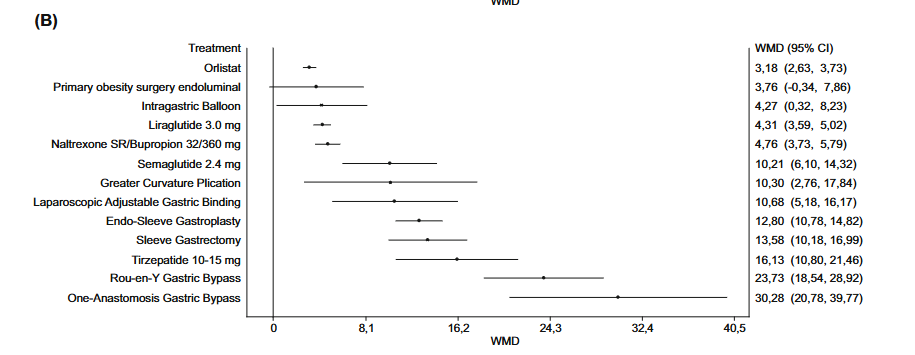 WMD
(B)
Treatment WMD (95% CI)
Orlistat 3,18 (2,63, 3,73)
Primary obesity surgery endoluminal 3,76 (-0,34, 7,86)
Intragastric Balloon 4,27 (0,32, 8,23)
Liraglutide 3.0 mg 4,31 (3,59, 5,02)
Naltrexone SR/Bupropion 32/360 mg 4,76 (3,73, 5,79)
Semaglutide 2.4 mg 10,21 (6,10, 14,32)
Greater Curvature Plication 10,30 (2,76, 17,84)
Laparoscopic Adjustable Gastric Binding 10,68 (5,18, 16,17)
Endo-Sleeve Gastroplasty 12,80 (10,78, 14,82)
Sleeve Gastrectomy 13,58 (10,18, 16,99)
Tirzepatide 10-15 mg 16,13 (10,80, 21,46)
Rou-en-Y Gastric Bypass 23,73 (18,54, 28,92)
One-Anastomosis Gastric Bypass 30,28 (20,78, 39,77)
0 8,1 16,2 24,3 32,4 40,5
WMD